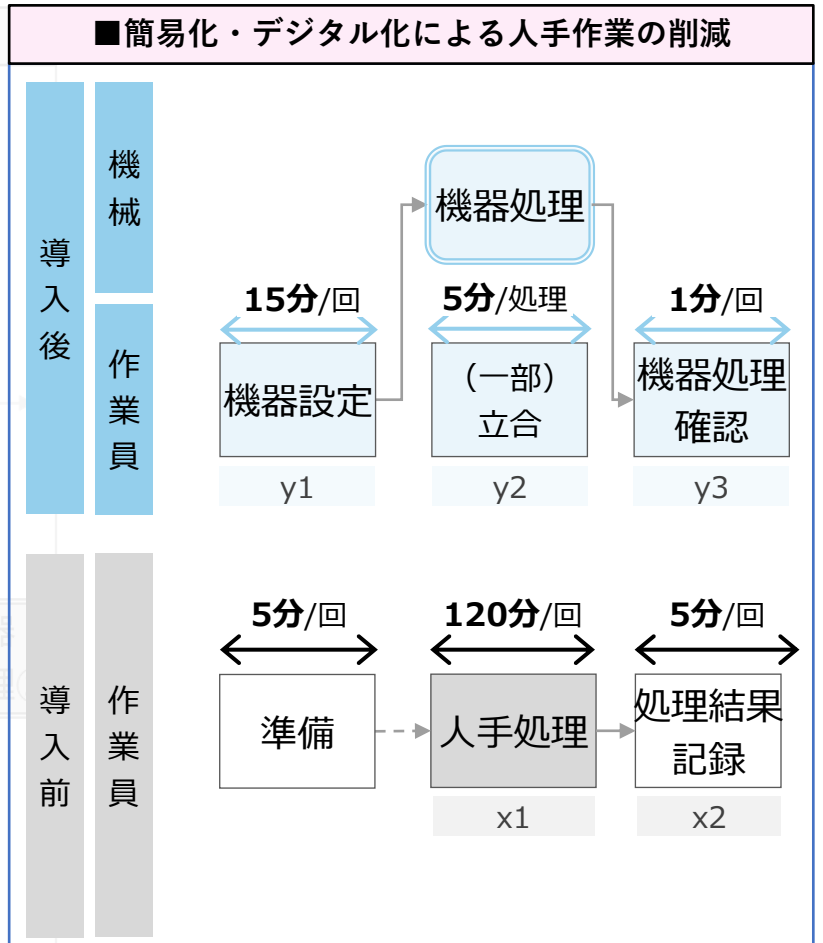 ■簡易化・デジタル化による人手作業の削減
導入後
機械
機器処理
作業員
15分/回
5分/処理
1分/回
機器設定
（一部）
立合
機器処理
確認
y1
y2
y3
導入前
作業員
5分/回
120分/回
5分/回
準備
人手処理
処理結果
記録
x1
x2